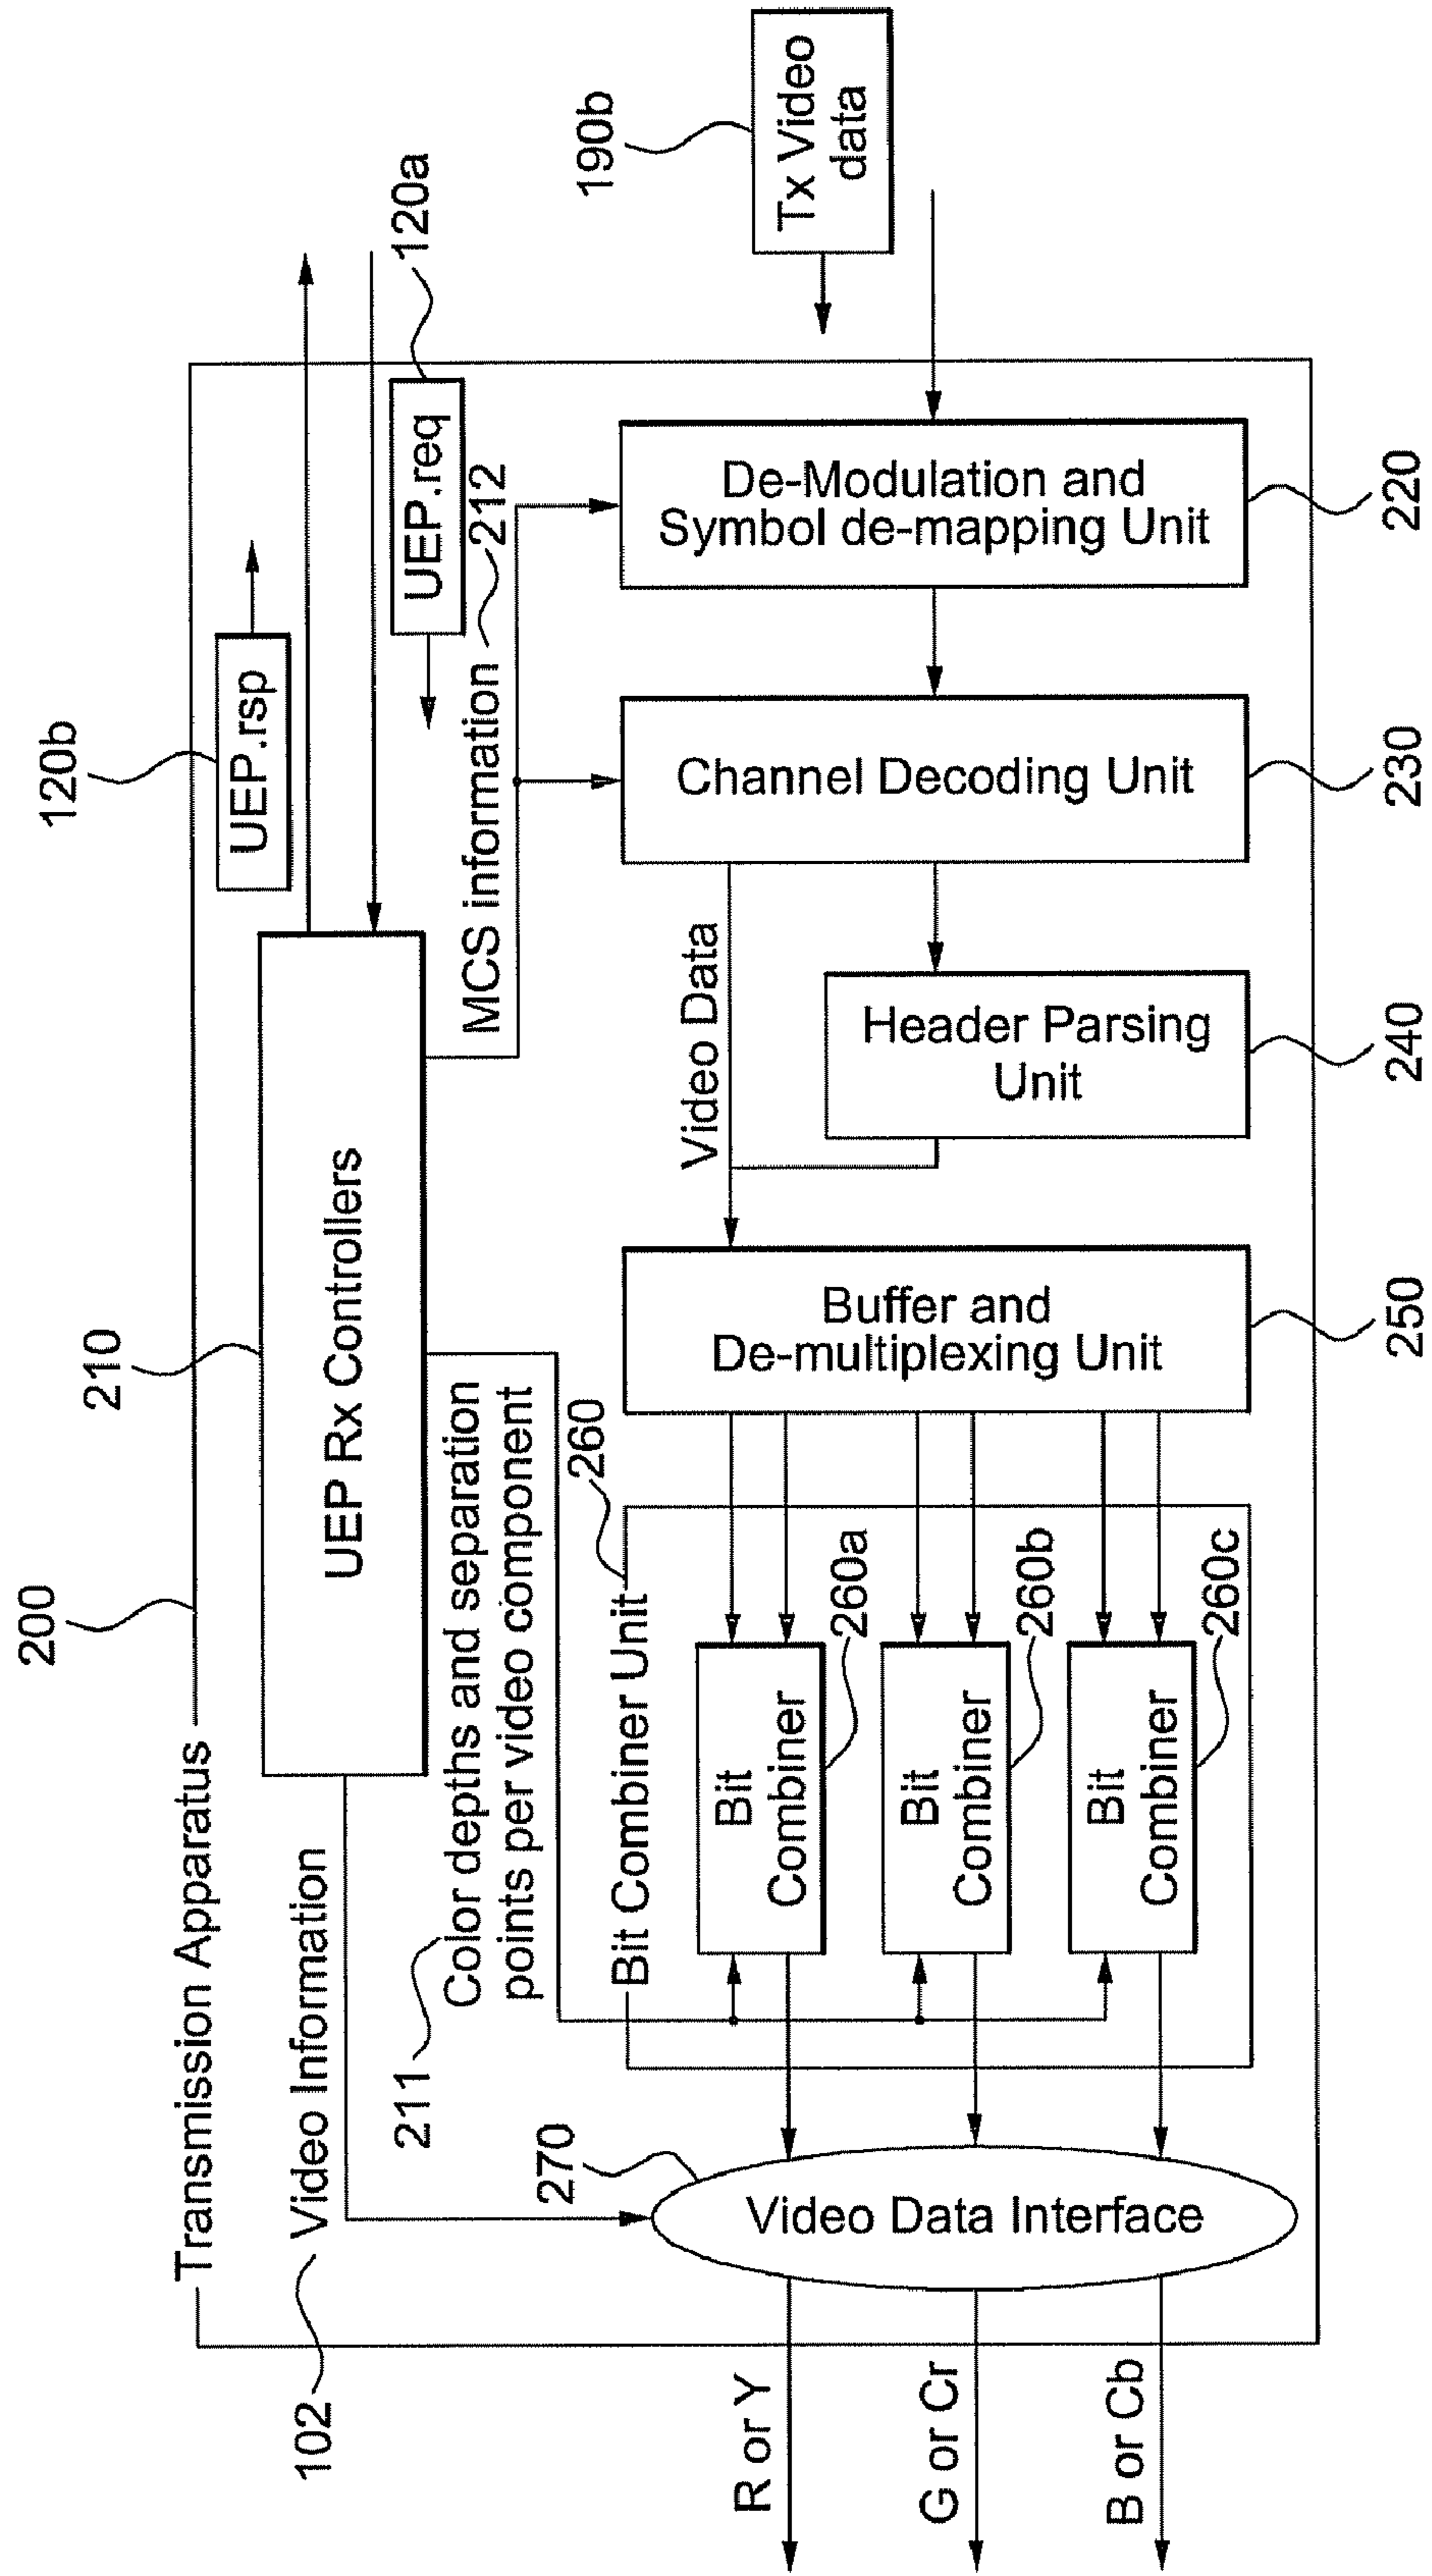 Transmission Apparatus
200
120b
UEP.rsp
210
UEP Rx Controllers
120a
UEP.req
102
Video Information
211
Color depths and separation
points per video component
MCS information
212
190b
Tx Video
data
270
Video Data Interface
Bit Combiner Unit
260
Bit
Combiner
260a
Bit
Combiner
260b
Bit
Combiner
260c
Buffer and
De-multiplexing Unit
250
Video Data
Header Parsing
Unit
240
Channel Decoding Unit
230
De-Modulation and
Symbol de-mapping Unit
220
R or Y
G or Cr
B or Cb